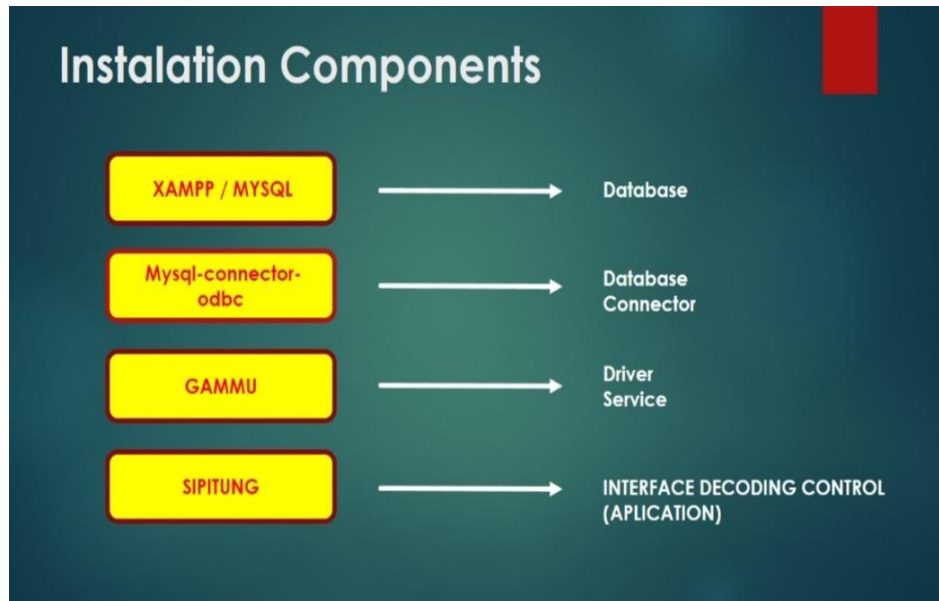 Instalation Components
XAMPP / MYSQL
Database
Mysql-connector-
odbc
Database
Connector
GAMMU
Driver
Service
SIPITUNG
INTERFACE DECODING CONTROL
(APLICATION)